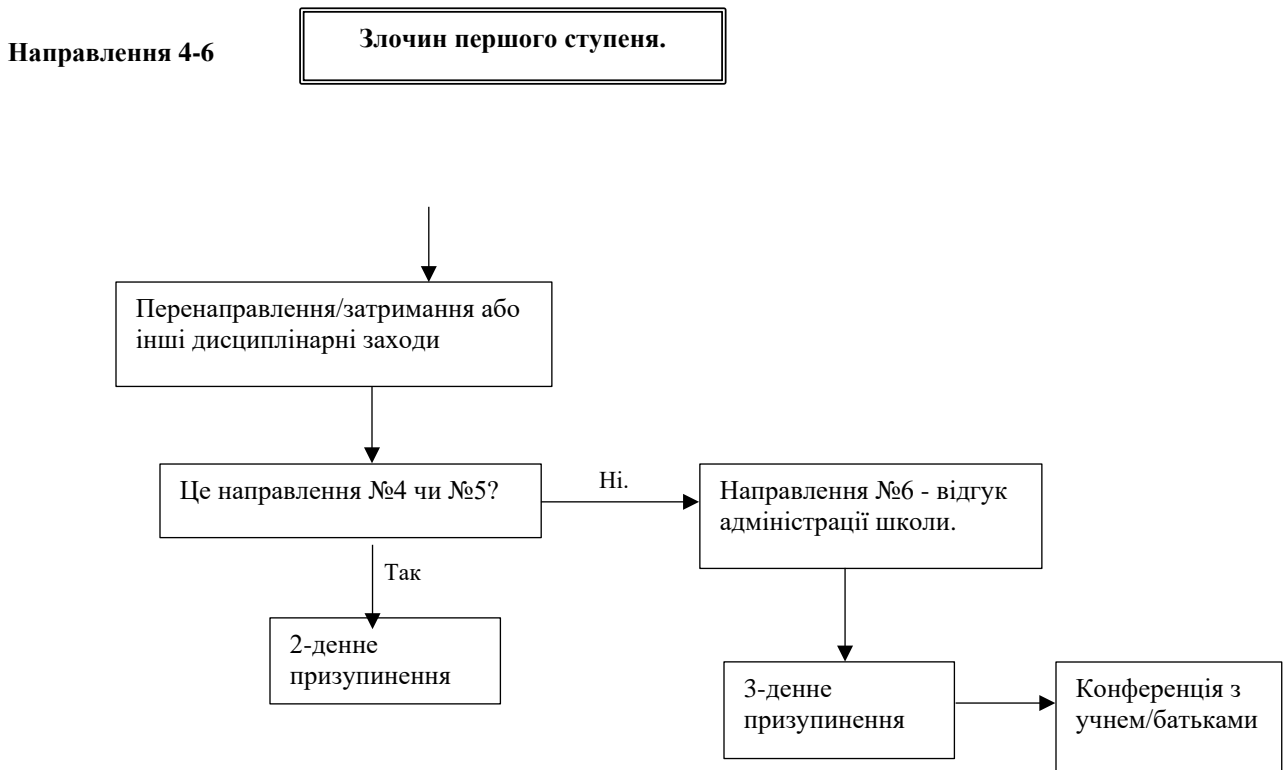 Направлення 4-6
Злочин першого ступеня.
Перенаправлення/затримання або
інші дисциплінарні заходи
Це направлення №4 чи №5?
Ні.
Направлення №6 - відгук
адміністрації школи.
Так
2-денне
призупинення
3-денне
призупинення
Конференція з
учнем/батьками